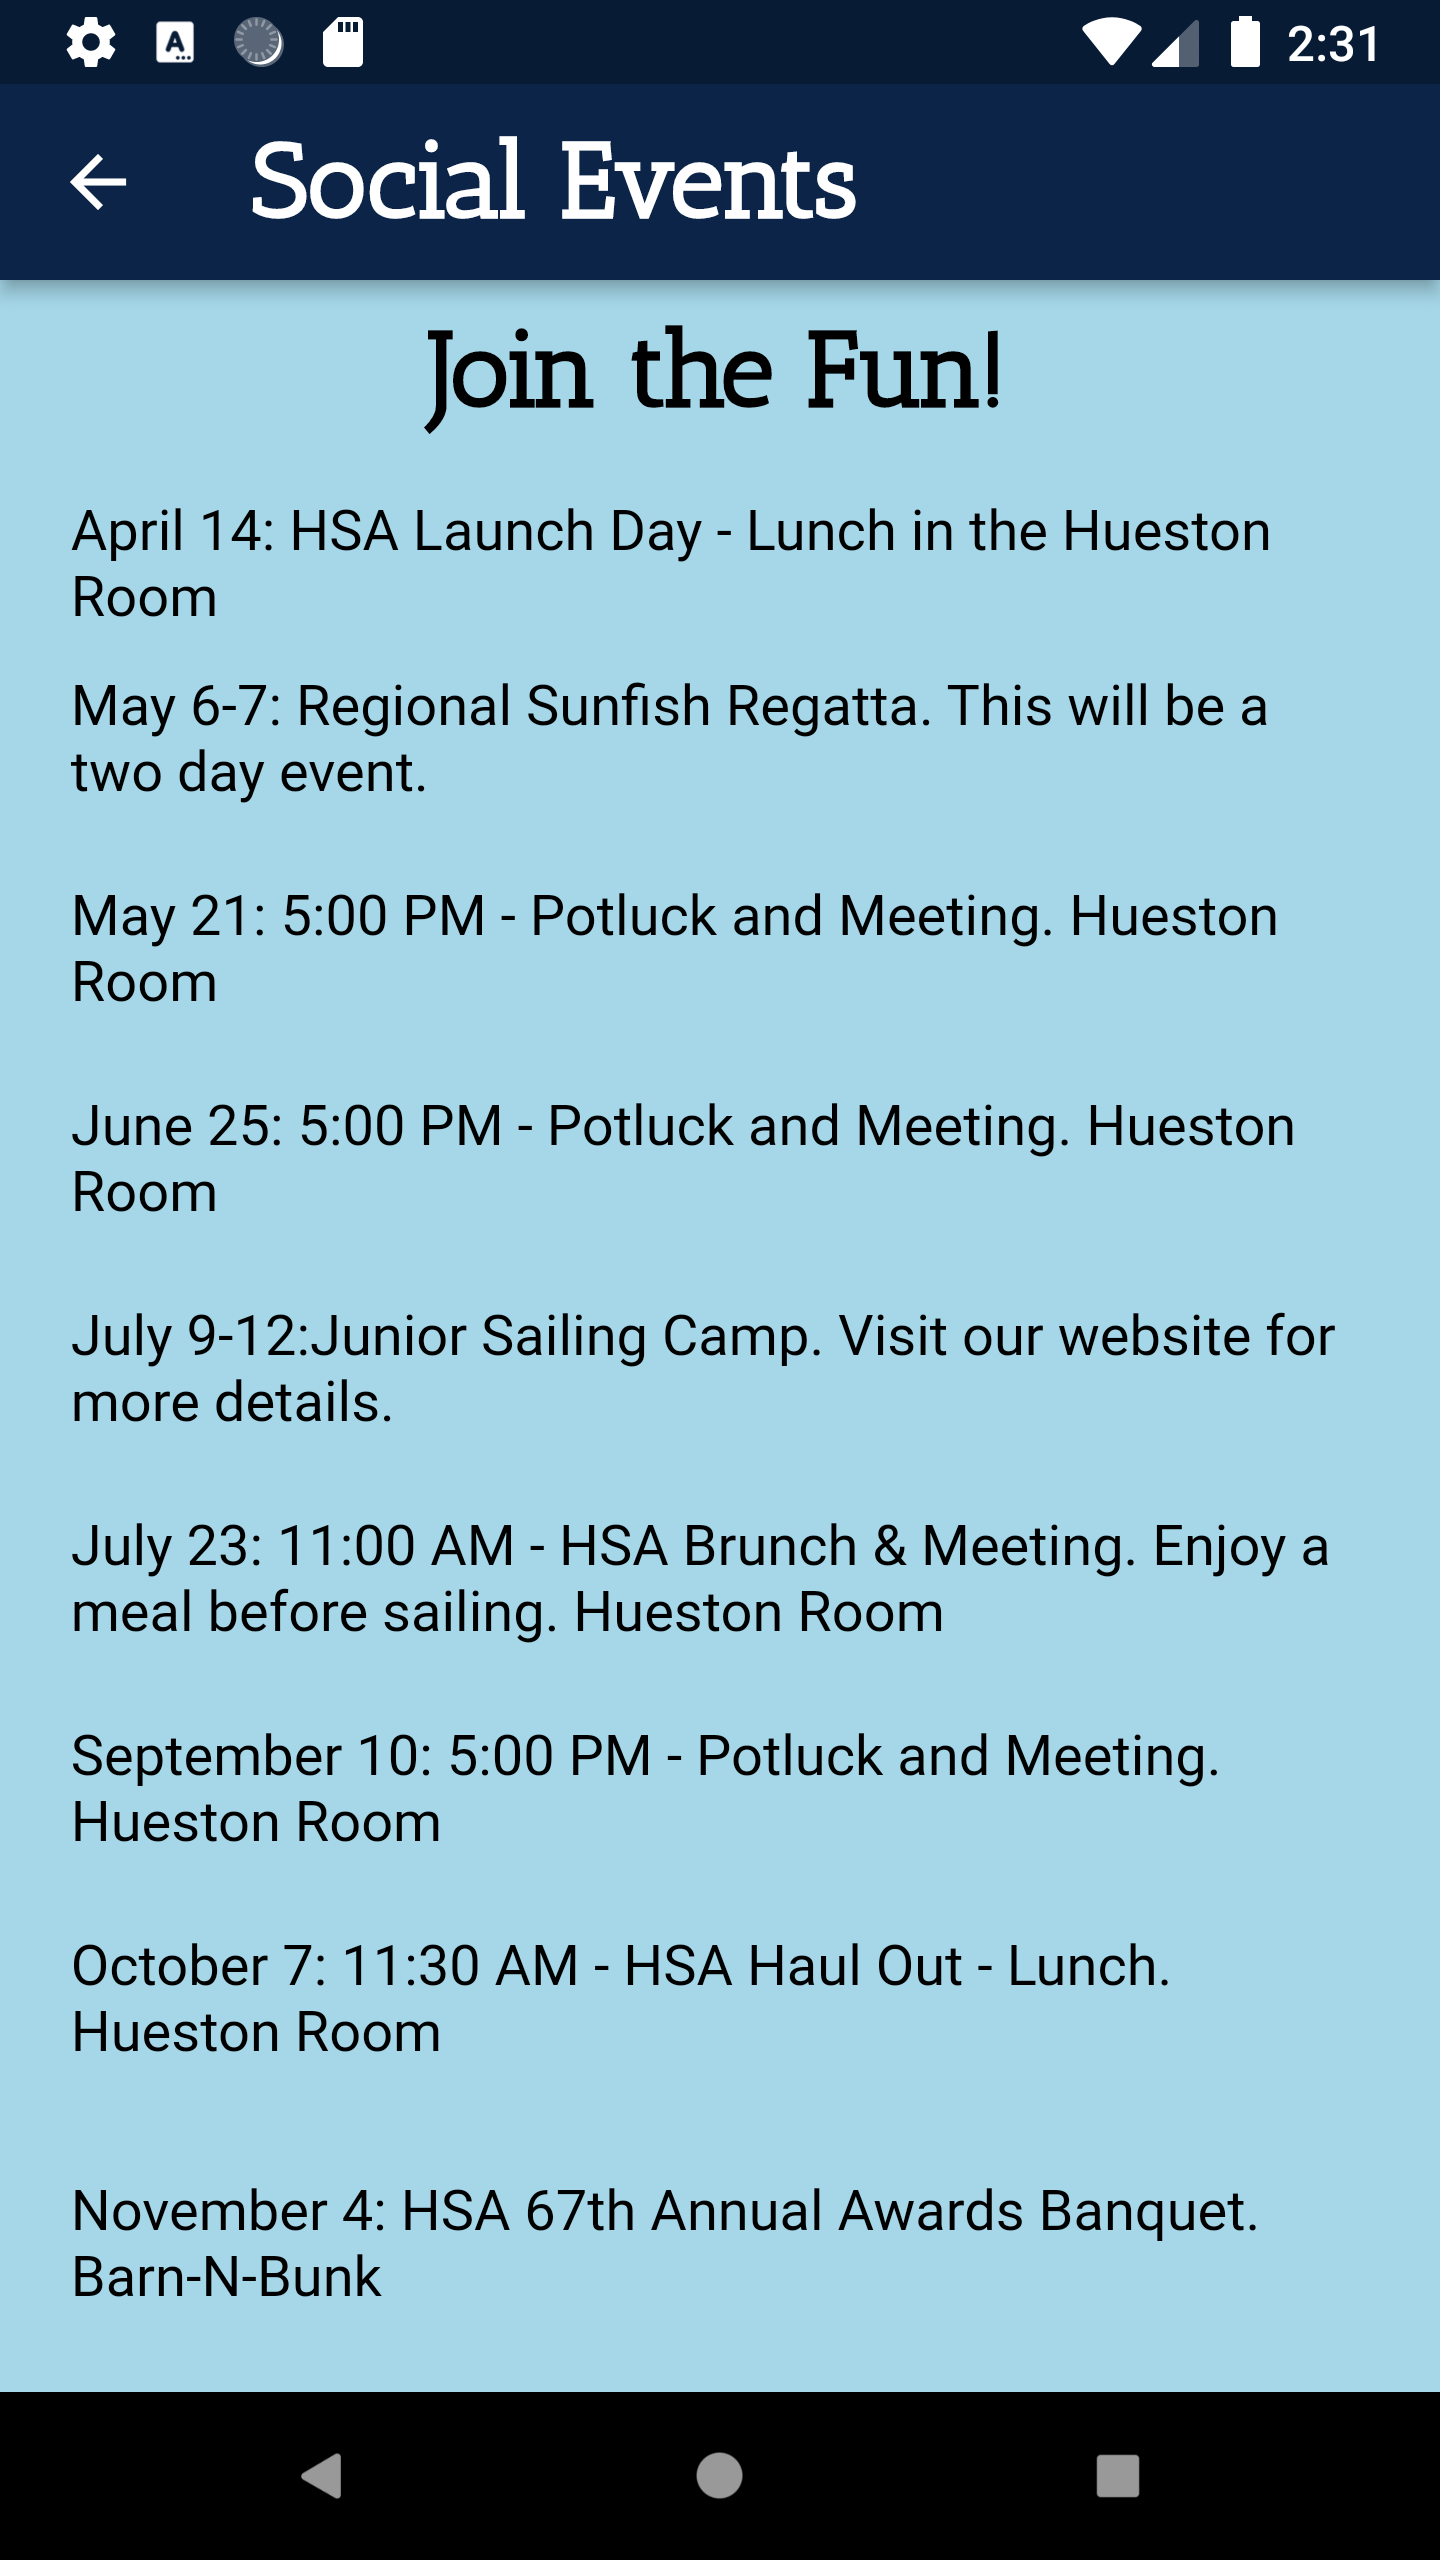 2:31
Social Events
Join the Fun!
April 14: HSA Launch Day - Lunch in the Hueston
Room
May 6-7: Regional Sunfish Regatta. This will be a
two day event.
May 21: 5:00 PM - Potluck and Meeting. Hueston
Room
June 25: 5:00 PM - Potluck and Meeting. Hueston
Room
July 9-12:Junior Sailing Camp. Visit our website for
more details.
July 23: 11:00 AM - HSA Brunch & Meeting. Enjoy a
meal before sailing. Hueston Room
September 10: 5:00 PM - Potluck and Meeting.
Hueston Room
October 7: 11:30 AM - HSA Haul Out - Lunch.
Hueston Room
November 4: HSA 67th Annual Awards Banquet.
Barn-N-Bunk